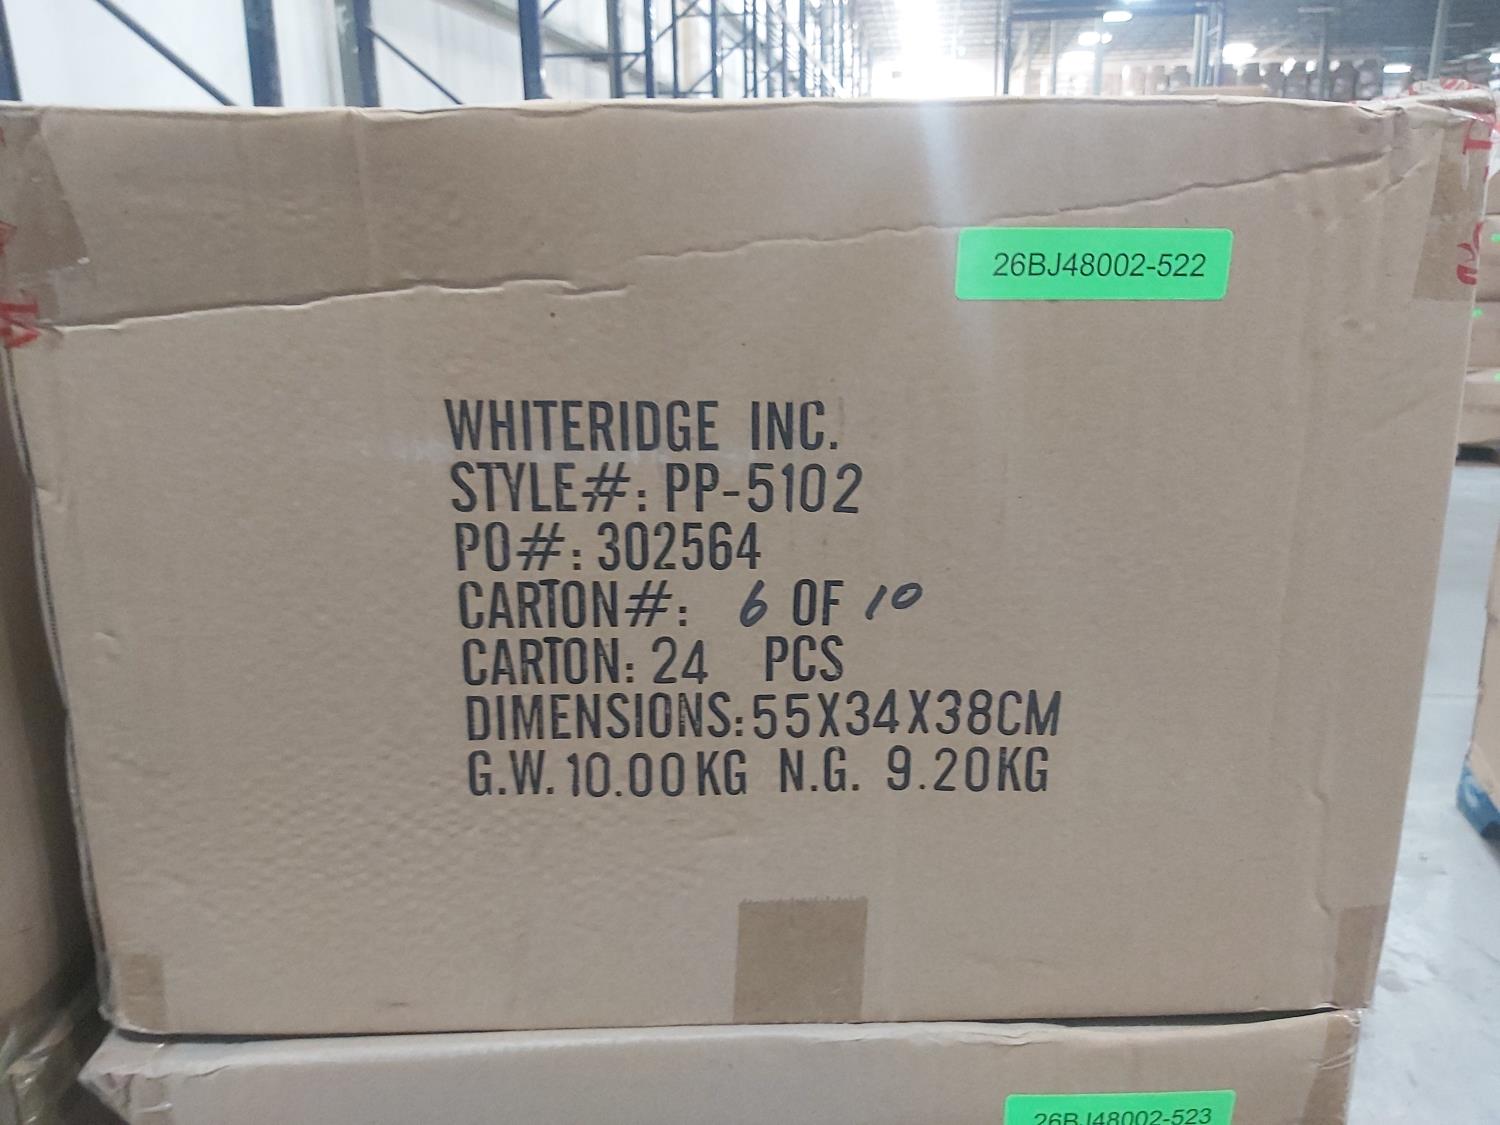 26BJ48002-522
WHITERIDGE INC.
STYLE#: PP-5102
PO#: 302564
CARTON#: 6 OF 10
CARTON: 24 PCS
DIMENSIONS:55X34X38CM
G.W. 10.00KG N.G. 9.20KG
26BJ48002-523